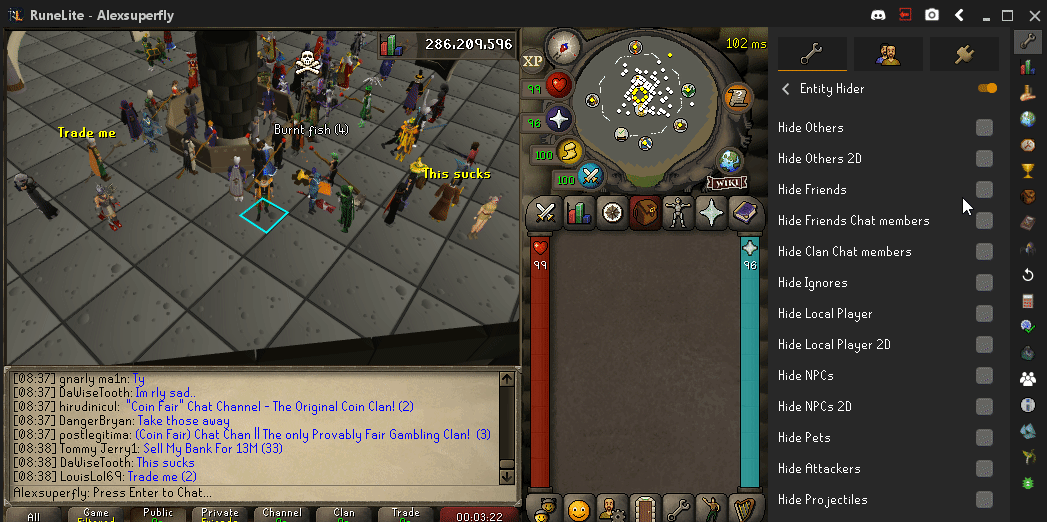 RuneLite - Alexsuperfly
286,209,596
XP
102 ms
99
96
100
100
WIKI
Trade me
Burnt fish (4)
This sucks
99
96
[08:37] gnarly ma1n: Ty
[08:37] DaWiseTooth: Im rly sad..
[08:37] hirudinicul: "Coin Fair" Chat Channel - The Original Coin Clan! (2)
[08:37] DangerBryan: Take those away
[08:37] postlegitima: (Coin Fair) Chat Chan || The only Provably Fair Gambling Clan! (3)
[08:38] Tommy Jerry1: Sell My Bank For 13M (33)
[08:38] DaWiseTooth: This sucks
[08:38] LouisLol69: Trade me (2)
Alexsuperfly: Press Enter to Chat...
All
Game
Filtered
Public
On
Private
Friends
Channel
On
Clan
On
Trade
On
00:03:22
Entity Hider
Hide Others
Hide Others 2D
Hide Friends
Hide Friends Chat members
Hide Clan Chat members
Hide Ignores
Hide Local Player
Hide Local Player 2D
Hide NPCs
Hide NPCs 2D
Hide Pets
Hide Attackers
Hide Projectiles